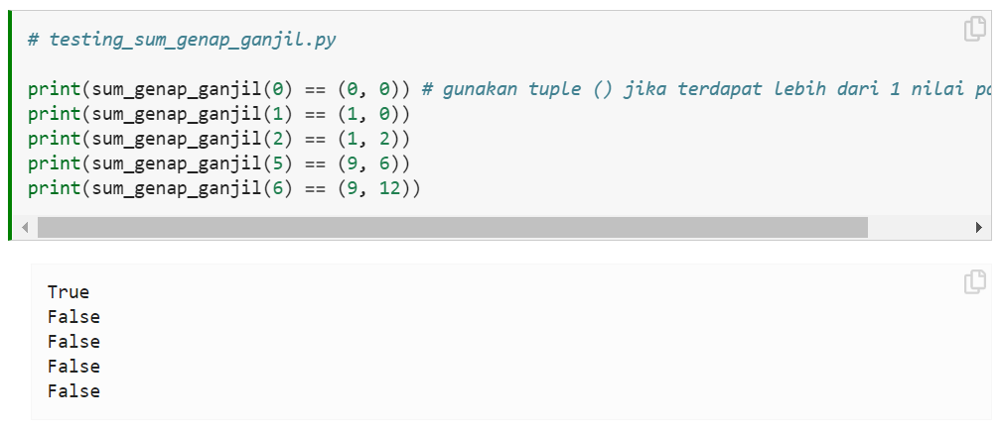 # testing_sum_genap_ganjil.py
print(sum_genap_ganjil(0) == (0, 0)) # gunakan tuple () jika terdapat lebih dari 1 nilai
print(sum_genap_ganjil(1) == (1, 0))
print(sum_genap_ganjil(2) == (1, 2))
print(sum_genap_ganjil(5) == (9, 6))
print(sum_genap_ganjil(6) == (9, 12))
True
False
False
False
False